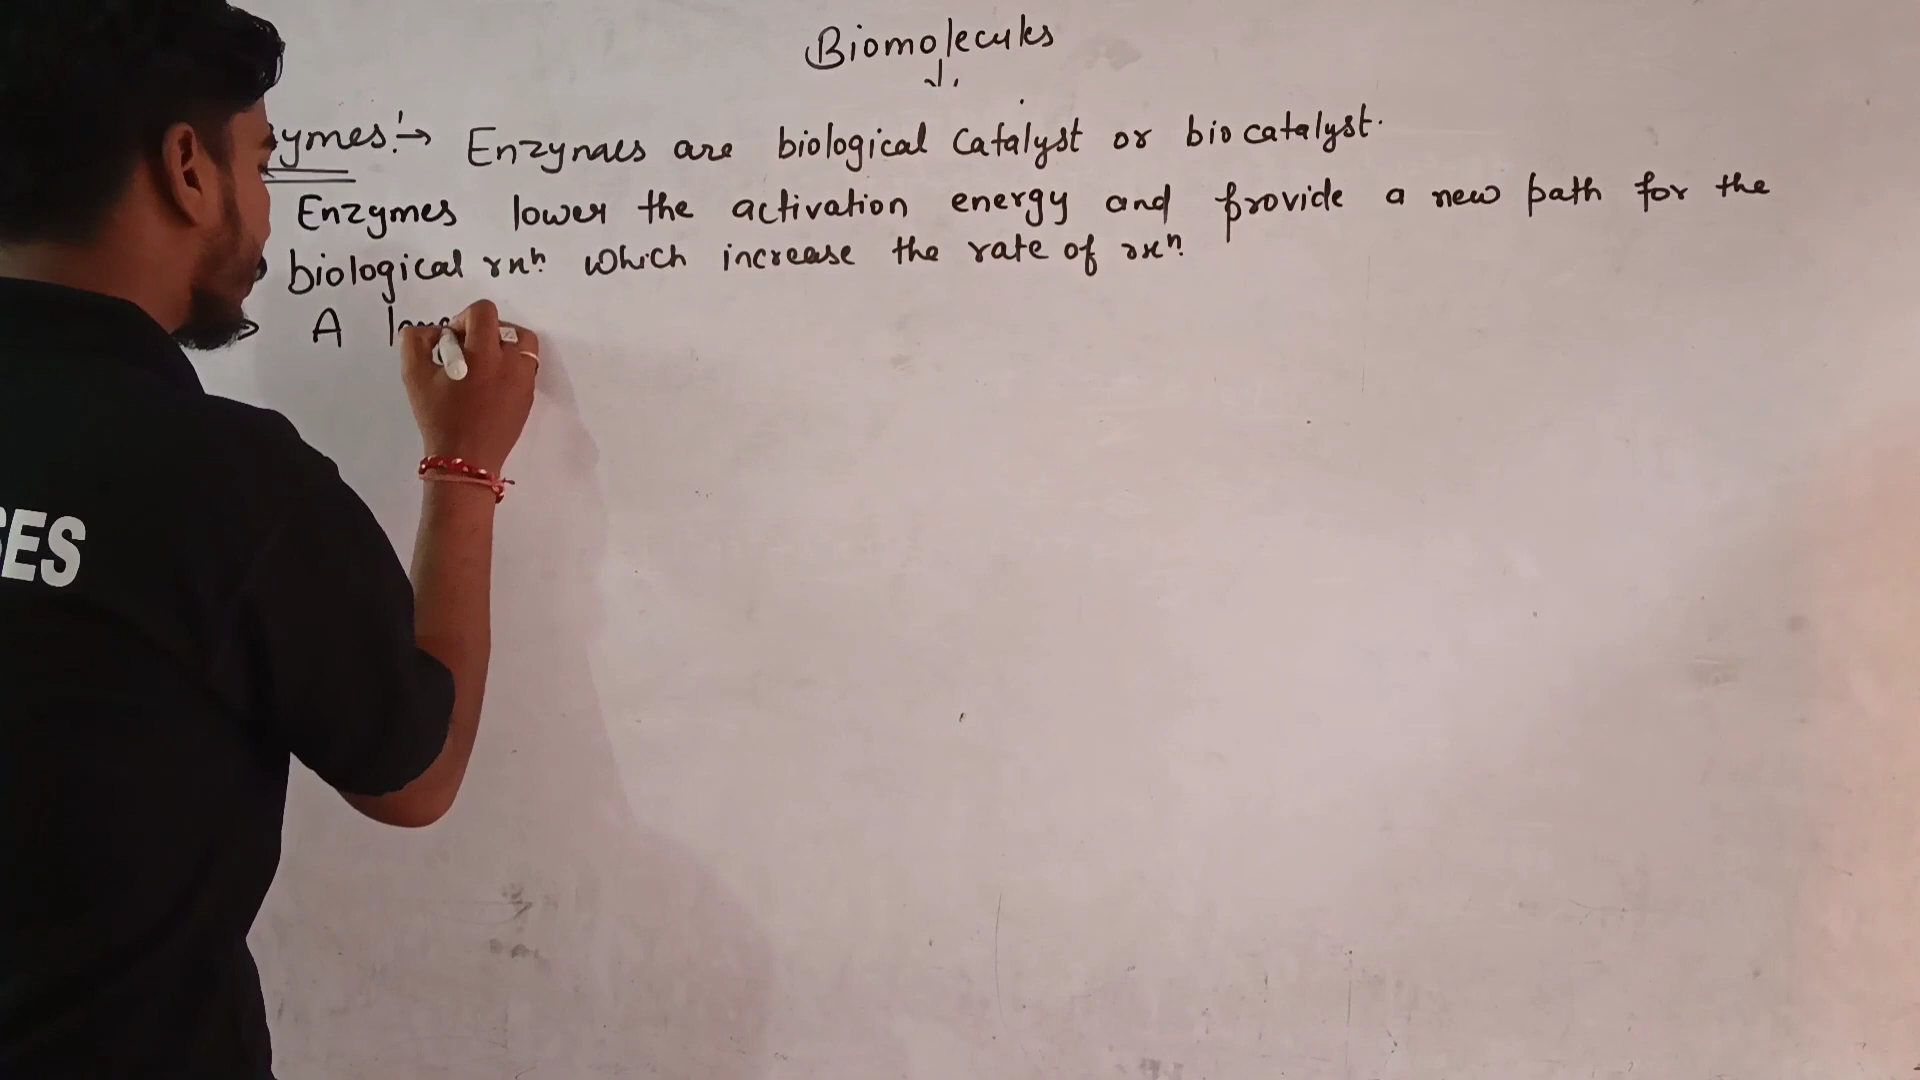 Biomolecules
ymes:→ Enzymes are biological catalyst or bio catalyst.
Enzymes lower the activation energy and provide a new path for the
biological rxⁿ which increase the rate of rxⁿ.
A
ES